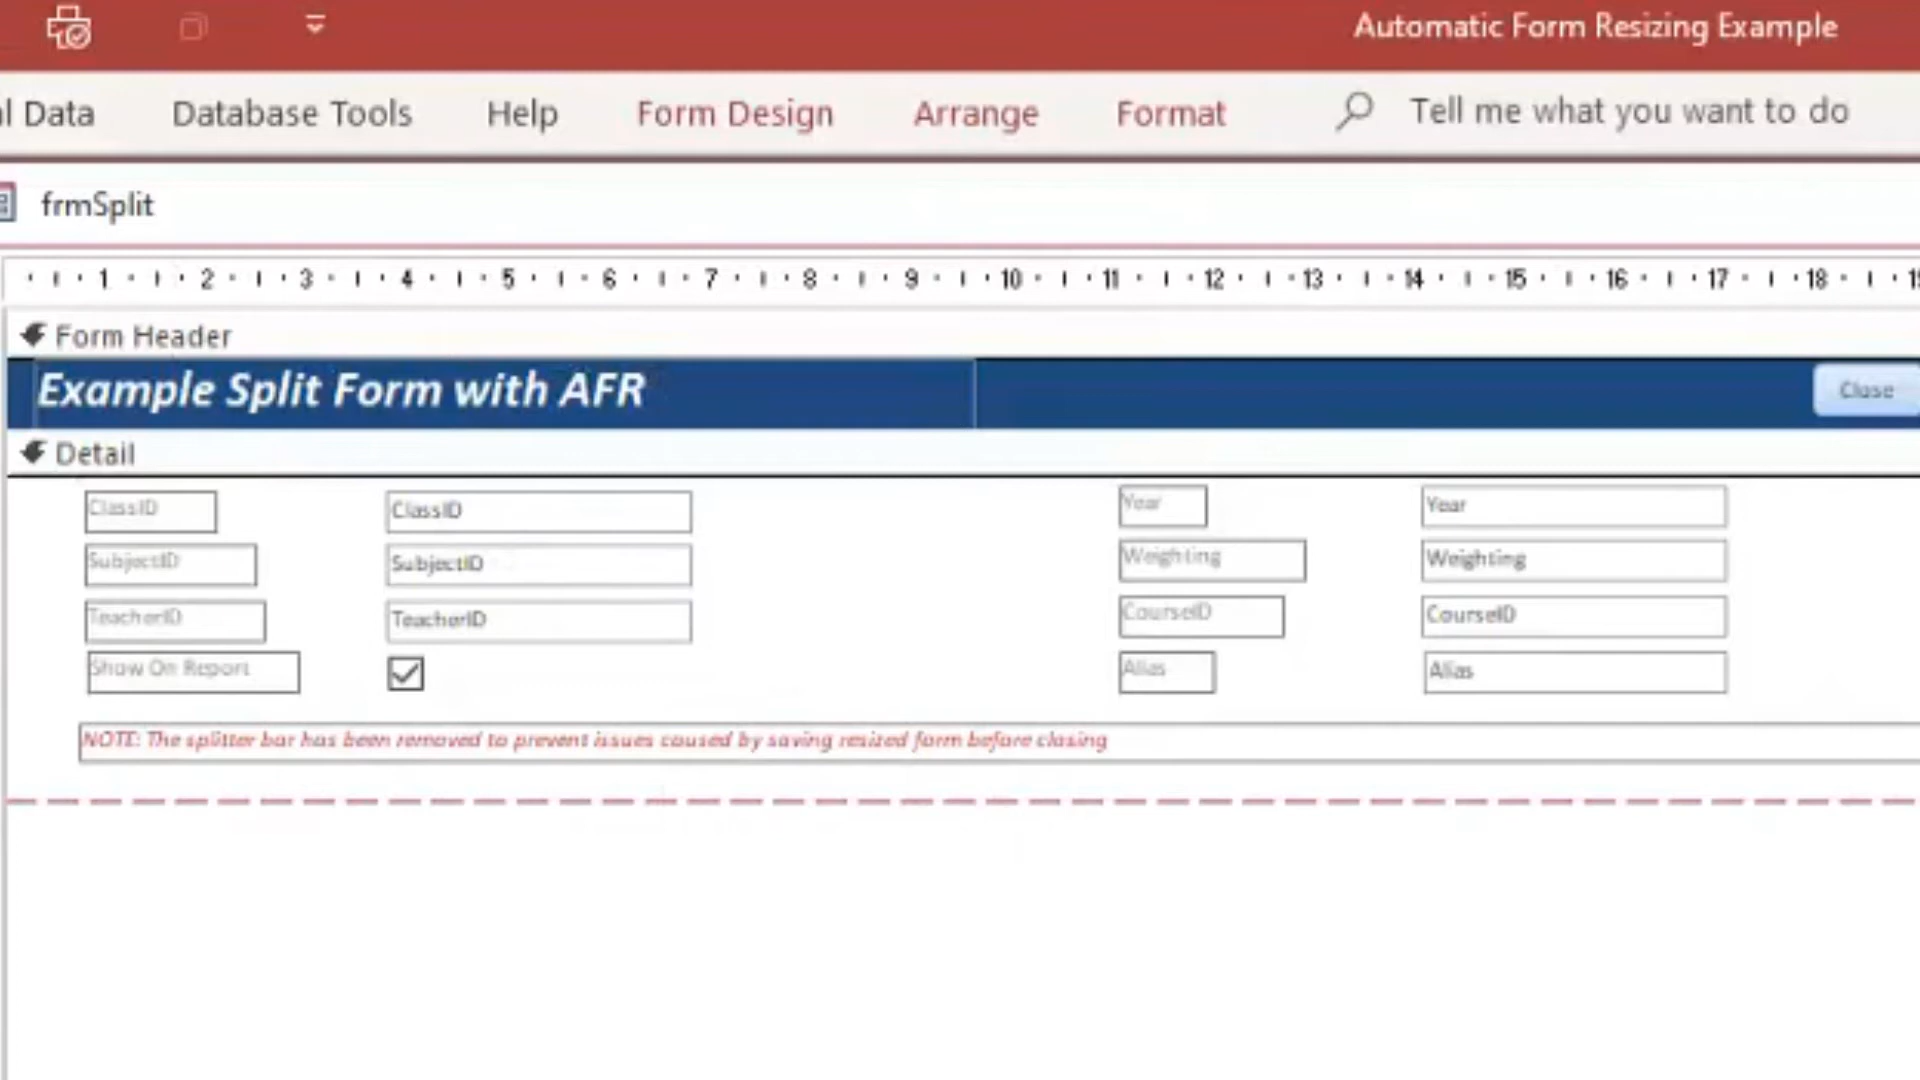 Automatic Form Resizing Example
l Data Database Tools Help Form Design Arrange Format Tell me what you want to do
frmSplit
1 2 3 4 5 6 7 8 9 10 11 12 13 14 15 16 17 18
Form Header
Example Split Form with AFR Close
Detail
ClassID ClassID Year Year
SubjectID SubjectID Weighting Weighting
TeacherID TeacherID CourseID CourseID
Show On Report Alias Alias
NOTE: The splitter bar has been removed to prevent issues caused by saving resized form before closing